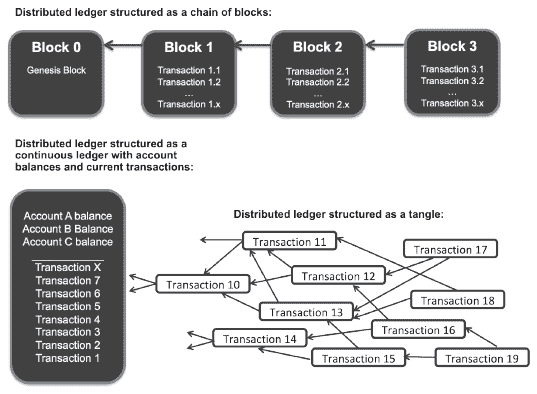 Distributed ledger structured as a chain of blocks:
Block 0
Genesis Block
Block 1
Transaction 1.1
Transaction 1.2
...
Transaction 1.x
Block 2
Transaction 2.1
Transaction 2.2
...
Transaction 2.x
Block 3
Transaction 3.1
Transaction 3.2
...
Transaction 3.x
Distributed ledger structured as a
continuous ledger with account
balances and current transactions:
Account A balance
Account B Balance
Account C balance
Transaction X
Transaction 7
Transaction 6
Transaction 5
Transaction 4
Transaction 3
Transaction 2
Transaction 1
Distributed ledger structured as a tangle:
Transaction 11
Transaction 17
Transaction 12
Transaction 10
Transaction 18
Transaction 13
Transaction 16
Transaction 14
Transaction 15
Transaction 19